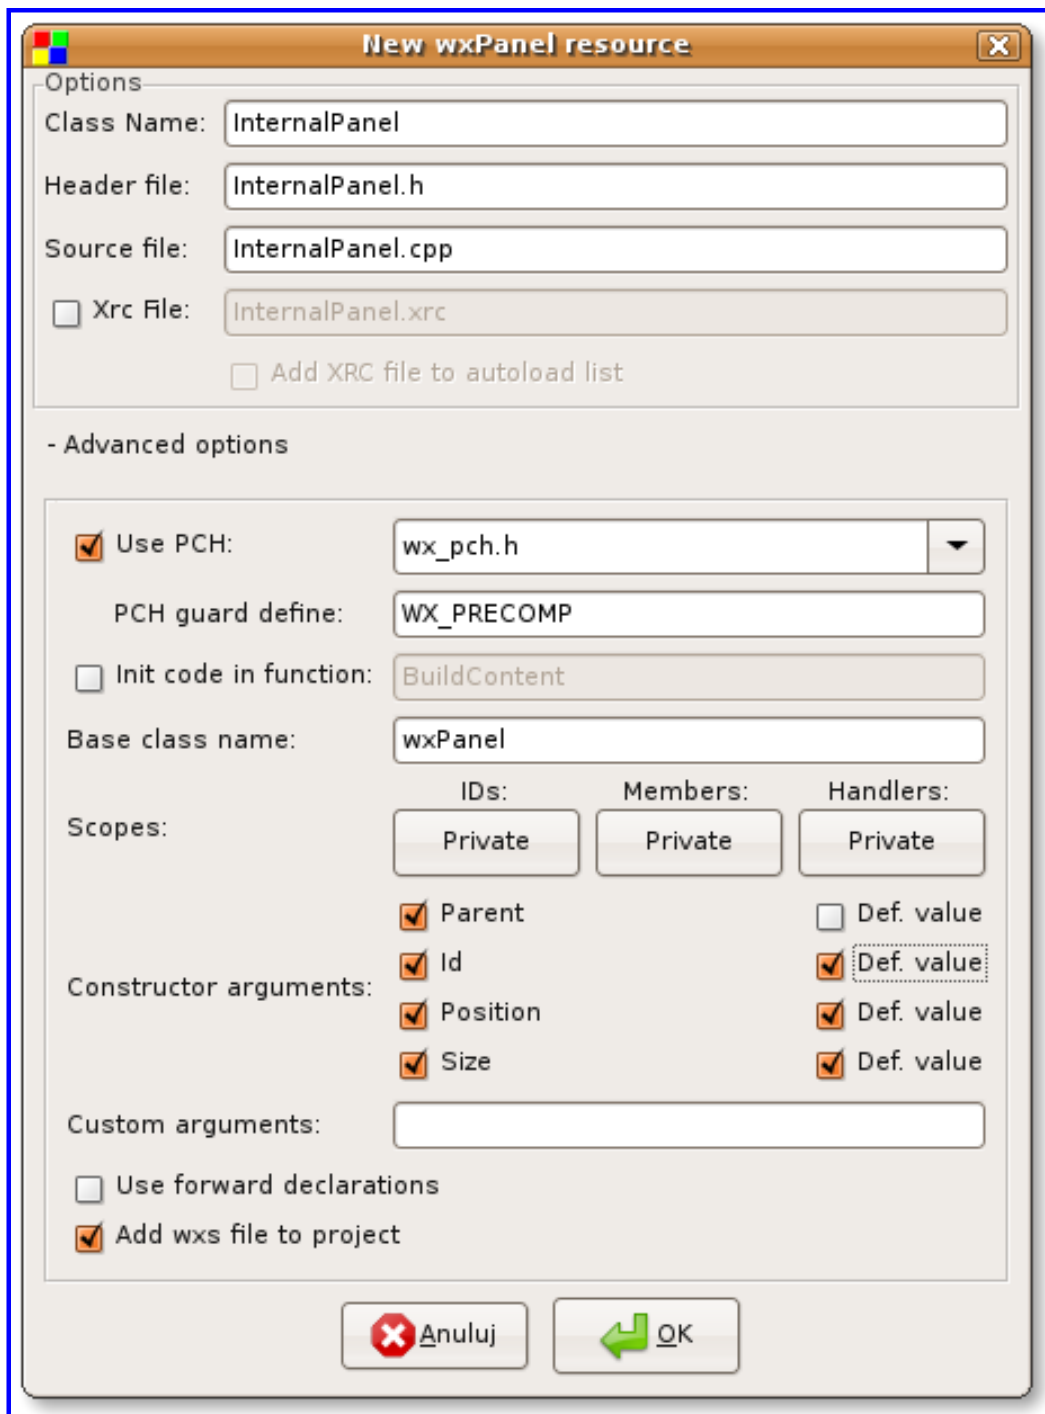 New wxPanel resource
Options
Class Name: InternalPanel
Header file: InternalPanel.h
Source file: InternalPanel.cpp
Xrc File: InternalPanel.xrc
Add XRC file to autoload list
- Advanced options
Use PCH: wx_pch.h
PCH guard define: WX_PRECOMP
Init code in function: BuildContent
Base class name: wxPanel
IDs: Members: Handlers:
Scopes: Private Private Private
Parent Def. value
Id Def. value
Constructor arguments:
Position Def. value
Size Def. value
Custom arguments:
Use forward declarations
Add wxs file to project
Anuluj OK